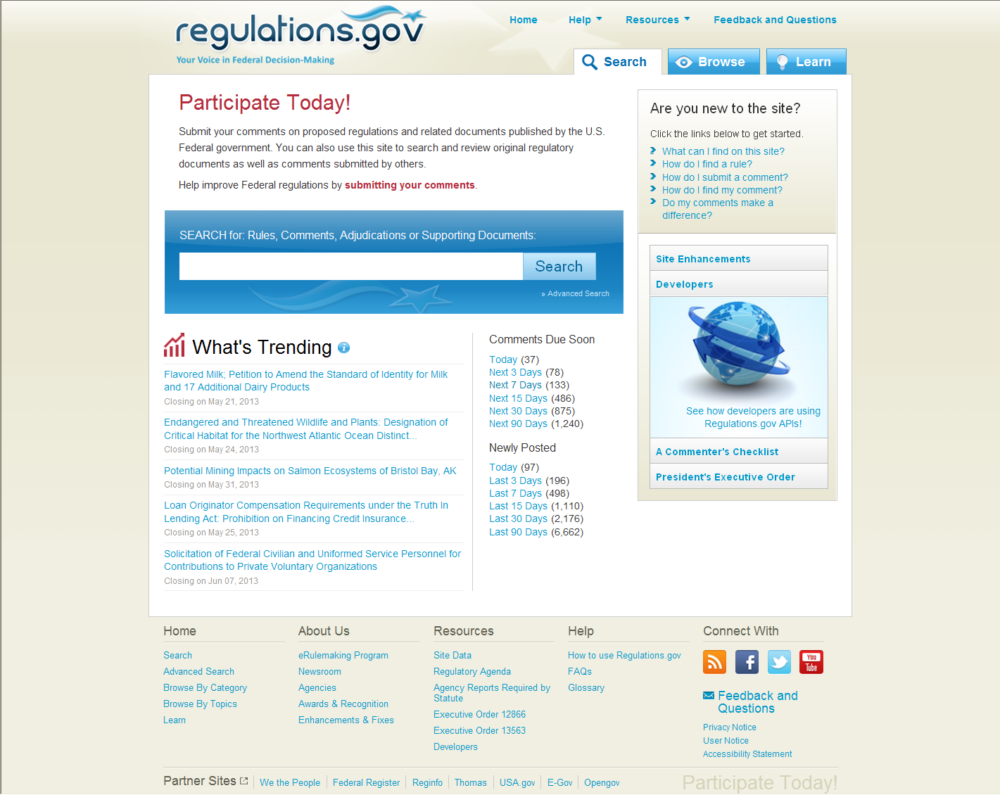 regulations.gov
Your Voice in Federal Decision-Making
Home Help Resources Feedback and Questions
Search Browse Learn
Participate Today!
Submit your comments on proposed regulations and related documents published by the U.S.
Federal government. You can also use this site to search and review original regulatory
documents as well as comments submitted by others.
Help improve Federal regulations by submitting your comments.
SEARCH for: Rules, Comments, Adjudications or Supporting Documents:
Search
» Advanced Search
What's Trending
Flavored Milk; Petition to Amend the Standard of Identity for Milk
and 17 Additional Dairy Products
Closing on May 21, 2013
Endangered and Threatened Wildlife and Plants: Designation of
Critical Habitat for the Northwest Atlantic Ocean Distinct...
Closing on May 24, 2013
Potential Mining Impacts on Salmon Ecosystems of Bristol Bay, AK
Closing on May 31, 2013
Loan Originator Compensation Requirements under the Truth In
Lending Act: Prohibition on Financing Credit Insurance...
Closing on May 25, 2013
Solicitation of Federal Civilian and Uniformed Service Personnel for
Contributions to Private Voluntary Organizations
Closing on Jun 07, 2013
Comments Due Soon
Today (37)
Next 3 Days (78)
Next 7 Days (133)
Next 15 Days (486)
Next 30 Days (875)
Next 90 Days (1,240)
Newly Posted
Today (97)
Last 3 Days (196)
Last 7 Days (498)
Last 15 Days (1,110)
Last 30 Days (2,176)
Last 90 Days (6,662)
Are you new to the site?
Click the links below to get started.
What can I find on this site?
How do I find a rule?
How do I submit a comment?
How do I find my comment?
Do my comments make a
difference?
Site Enhancements
Developers
See how developers are using
Regulations.gov APIs!
A Commenter's Checklist
President's Executive Order
Home
Search
Advanced Search
Browse By Category
Browse By Topics
Learn
About Us
eRulemaking Program
Newsroom
Agencies
Awards & Recognition
Enhancements & Fixes
Resources
Site Data
Regulatory Agenda
Agency Reports Required by
Statute
Executive Order 12866
Executive Order 13563
Developers
Help
How to use Regulations.gov
FAQs
Glossary
Connect With
You
Tube
Feedback and
Questions
Privacy Notice
User Notice
Accessibility Statement
Partner Sites We the People Federal Register Reginfo Thomas USA.gov E-Gov Opengov
Participate Today!